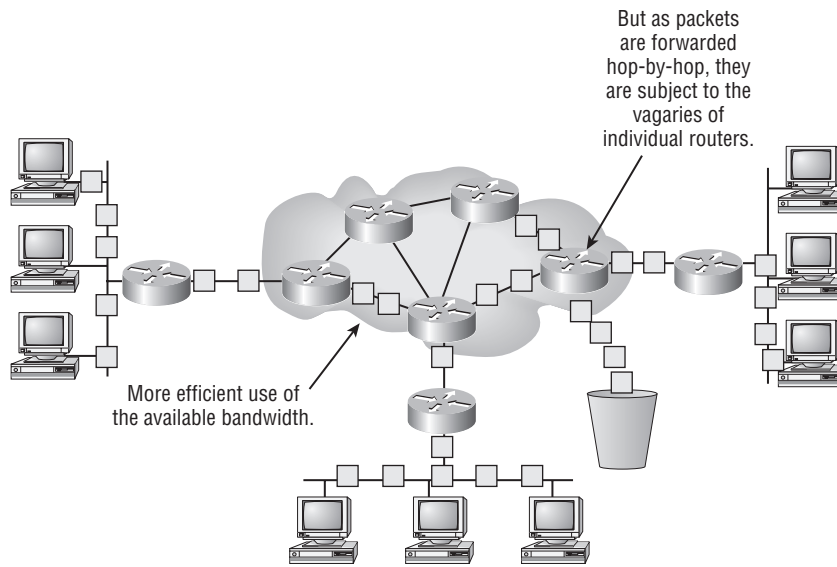 But as packets
are forwarded
hop-by-hop, they
are subject to the
vagaries of
individual routers.
More efficient use of
the available bandwidth.